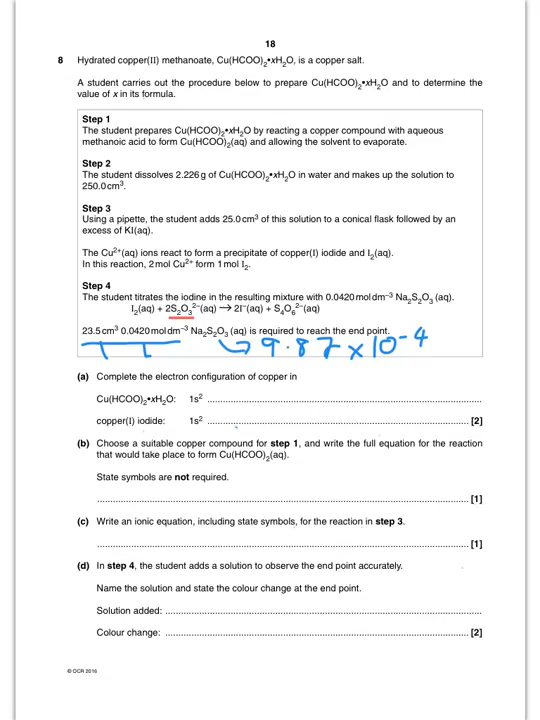 18
8 Hydrated copper(II) methanoate, Cu(HCOO)₂•xH₂O, is a copper salt.
A student carries out the procedure below to prepare Cu(HCOO)₂•xH₂O and to determine the
value of x in its formula.
Step 1
The student prepares Cu(HCOO)₂•xH₂O by reacting a copper compound with aqueous
methanoic acid to form Cu(HCOO)₂(aq) and allowing the solvent to evaporate.
Step 2
The student dissolves 2.226 g of Cu(HCOO)₂•xH₂O in water and makes up the solution to
250.0 cm³.
Step 3
Using a pipette, the student adds 25.0 cm³ of this solution to a conical flask followed by an
excess of KI(aq).
The Cu²⁺(aq) ions react to form a precipitate of copper(I) iodide and I₂(aq).
In this reaction, 2 mol Cu²⁺ form 1 mol I₂.
Step 4
The student titrates the iodine in the resulting mixture with 0.0420 mol dm⁻³ Na₂S₂O₃ (aq).
I₂(aq) + 2S₂O₃²⁻(aq) → 2I⁻(aq) + S₄O₆²⁻(aq)
23.5 cm³ 0.0420 mol dm⁻³ Na₂S₂O₃ (aq) is required to reach the end point.
↳ 9.87 × 10⁻⁴
(a) Complete the electron configuration of copper in
Cu(HCOO)₂•xH₂O: 1s² ..........
copper(I) iodide: 1s² .......... [2]
(b) Choose a suitable copper compound for step 1, and write the full equation for the reaction
that would take place to form Cu(HCOO)₂(aq).
State symbols are not required.
.......... [1]
(c) Write an ionic equation, including state symbols, for the reaction in step 3.
.......... [1]
(d) In step 4, the student adds a solution to observe the end point accurately.
Name the solution and state the colour change at the end point.
Solution added: ..........
Colour change: .......... [2]
© OCR 2016